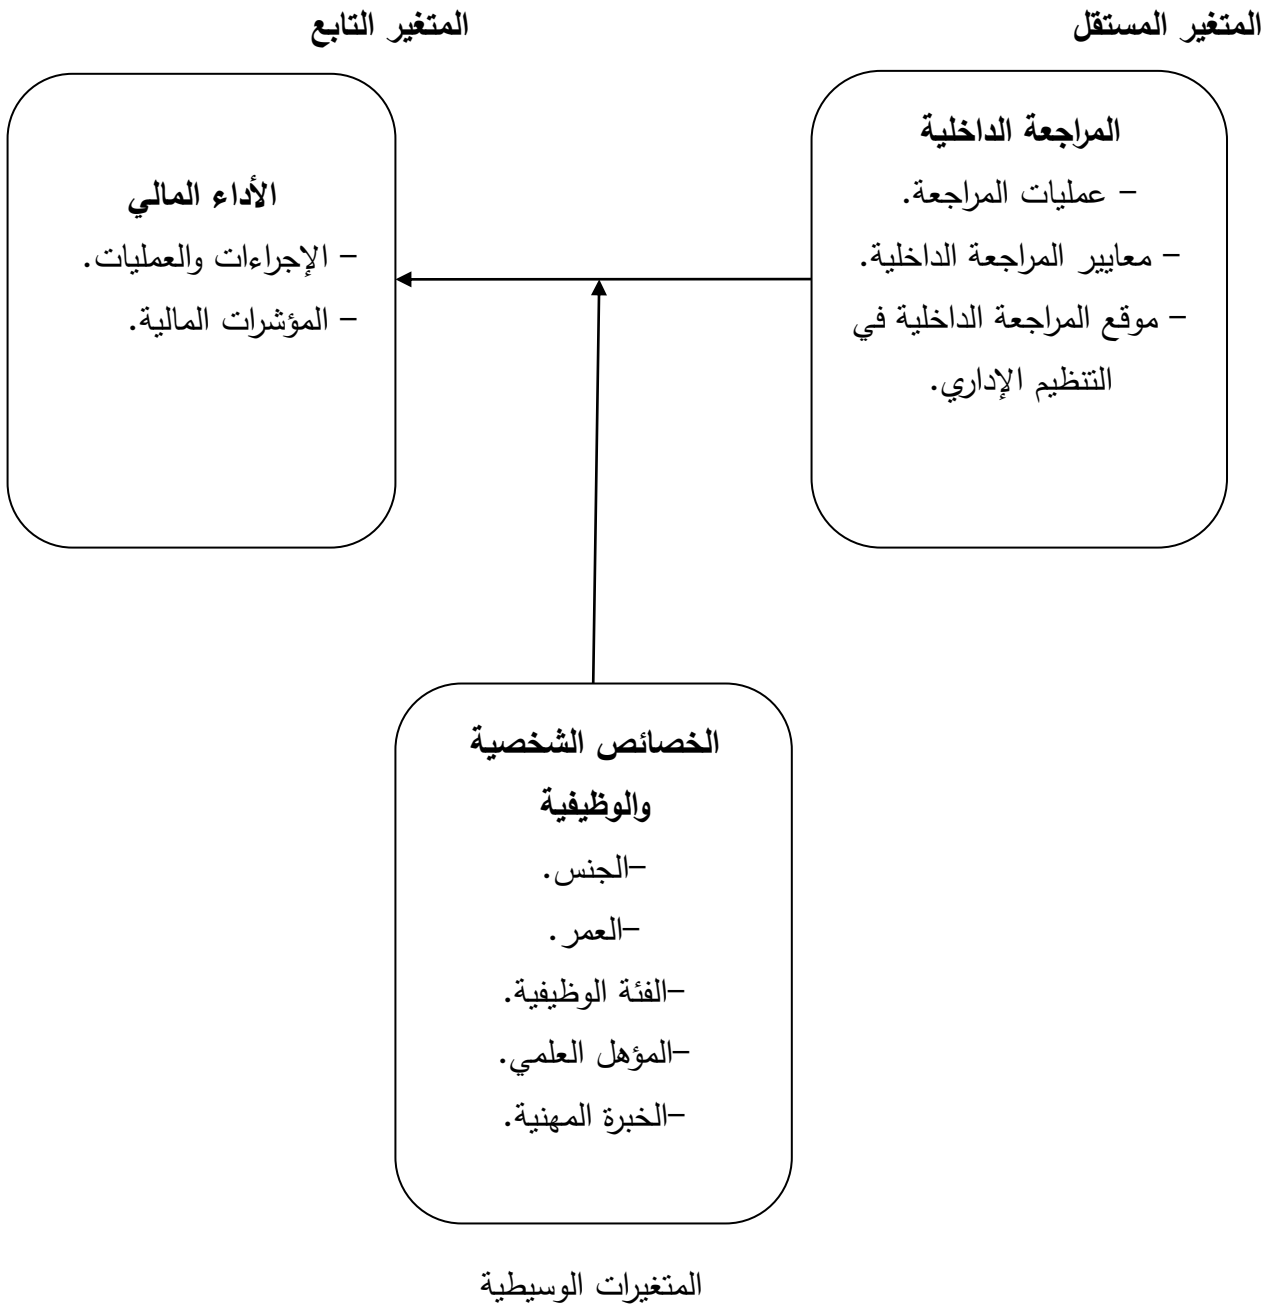 المتغير المستقل
المتغير التابع
المراجعة الداخلية
– عمليات المراجعة.
– معايير المراجعة الداخلية.
– موقع المراجعة الداخلية في
التنظيم الإداري.
الأداء المالي
– الإجراءات والعمليات.
– المؤشرات المالية.
الخصائص الشخصية
والوظيفية
–الجنس.
–العمر.
–الفئة الوظيفية.
–المؤهل العلمي.
–الخبرة المهنية.
المتغيرات الوسيطية